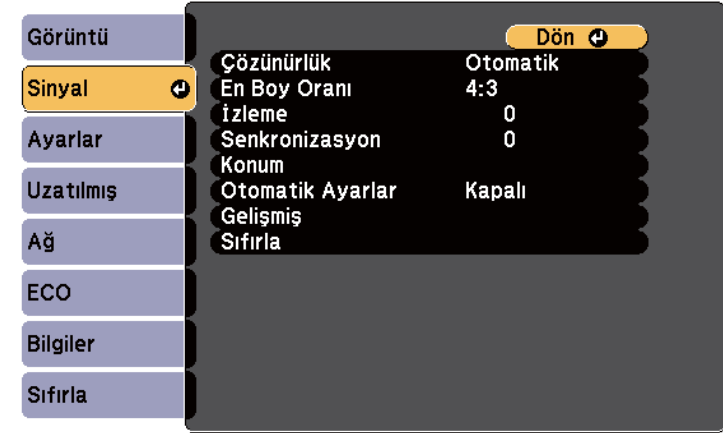 Görüntü
Sinyal
Ayarlar
Uzatılmış
Ağ
ECO
Bilgiler
Sıfırla
Dön
Çözünürlük Otomatik
En Boy Oranı 4:3
İzleme 0
Senkronizasyon 0
Konum
Otomatik Ayarlar Kapalı
Gelişmiş
Sıfırla